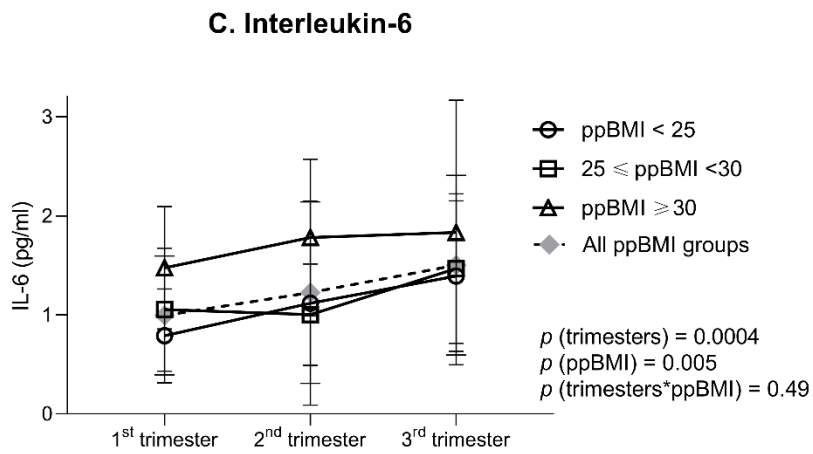 C. Interleukin-6
IL-6 (pg/ml)
3
2
1
0
1st trimester
2nd trimester
3rd trimester
ppBMI < 25
25 ⩽ ppBMI <30
ppBMI ⩾ 30
All ppBMI groups
p (trimesters) = 0.0004
p (ppBMI) = 0.005
p (trimesters*ppBMI) = 0.49